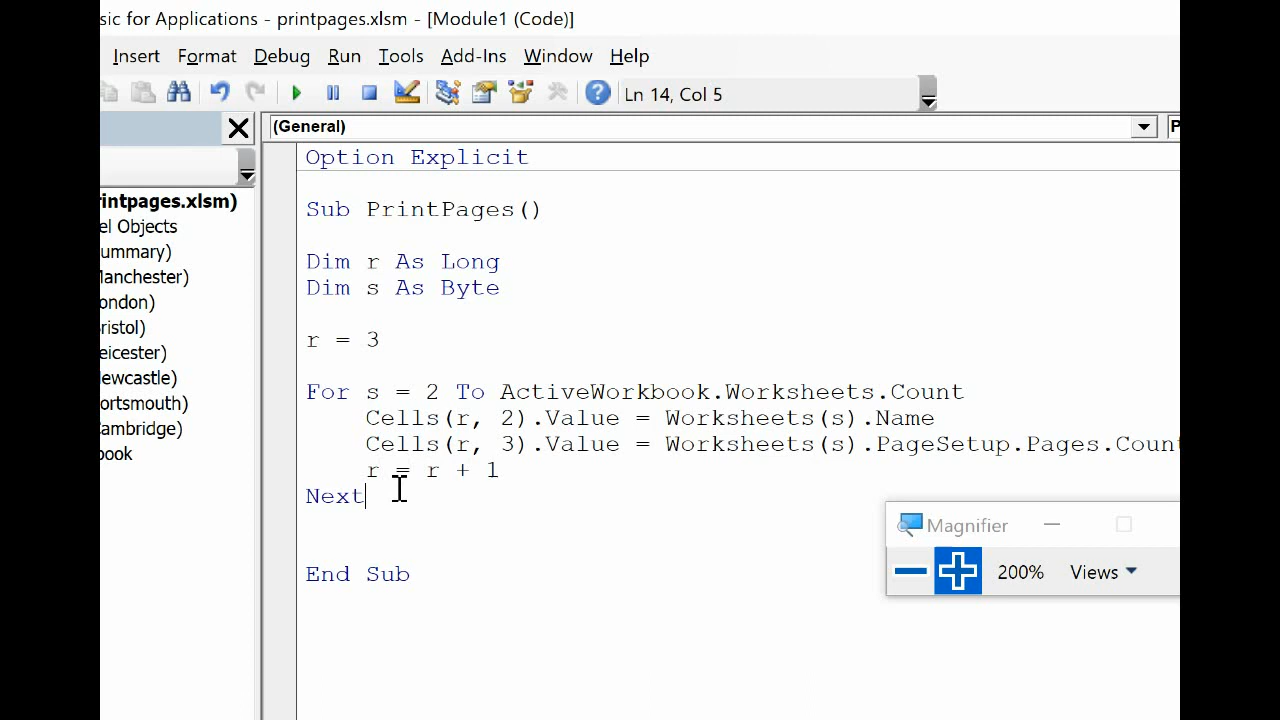 sic for Applications - printpages.xlsm - [Module1 (Code)]
Insert Format Debug Run Tools Add-Ins Window Help
Ln 14, Col 5
(General) P
Option Explicit
rintpages.xlsm)
el Objects
ummary)
Manchester)
ondon)
ristol)
eicester)
ewcastle)
ortsmouth)
Cambridge)
book
Sub PrintPages()
Dim r As Long
Dim s As Byte
r = 3
For s = 2 To ActiveWorkbook.Worksheets.Count
Cells(r, 2).Value = Worksheets(s).Name
Cells(r, 3).Value = Worksheets(s).PageSetup.Pages.Count
r = r + 1
Next
End Sub
Magnifier
200% Views